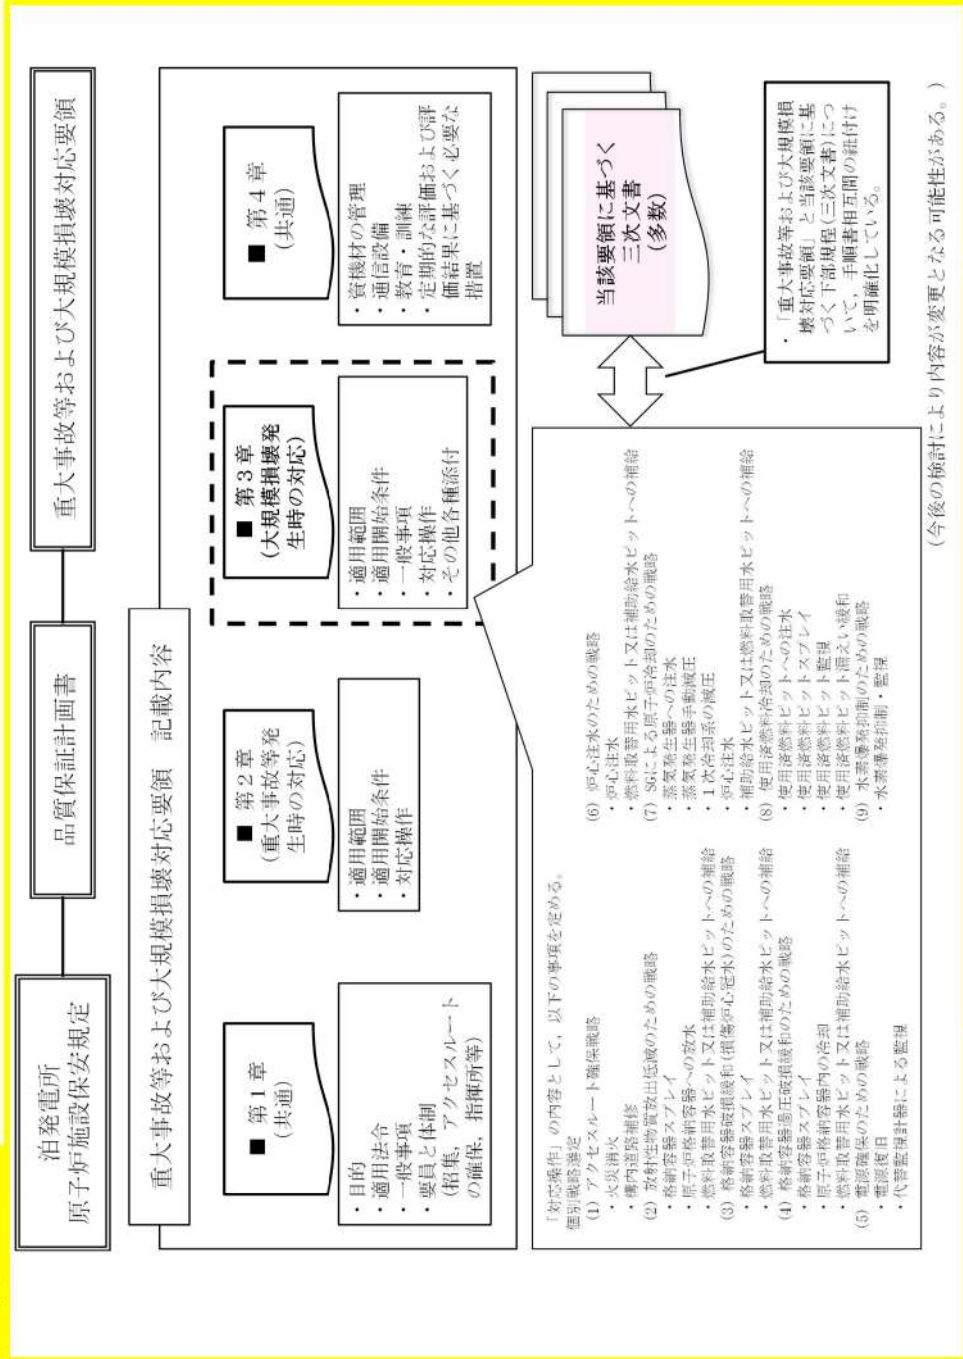 泊発電所
原子炉施設保安規定
品質保証計画書
重大事故等および大規模損壊対応要領
重大事故等および大規模損壊対応要領　記載内容
■ 第1章
(共通)
・目的
・適用法令
・一般事項
・要員と体制
(招集，アクセスルート
の確保，指揮所等)
■ 第2章
(重大事故等発
生時の対応)
・適用範囲
・適用開始条件
・対応操作
■ 第3章
(大規模損壊発
生時の対応)
・適用範囲
・適用開始条件
・一般事項
・対応操作
・その他各種添付
■ 第4章
(共通)
・資機材の管理
・通信設備
・教育・訓練
・定期的な評価および評
価結果に基づく必要な
措置
「対応操作」の内容として，以下の事項を定める。
個別戦略選定
(1) アクセスルート確保戦略
・火災消火
・構内道路補修
(2) 放射性物質放出低減のための戦略
・格納容器スプレイ
・原子炉格納容器への放水
・燃料取替用水ピット又は補助給水ピットへの補給
(3) 格納容器破損緩和(損傷炉心冠水)のための戦略
・格納容器スプレイ
・燃料取替用水ピット又は補助給水ピットへの補給
(4) 格納容器過圧破損緩和のための戦略
・格納容器スプレイ
・原子炉格納容器内の冷却
・燃料取替用水ピット又は補助給水ピットへの補給
(5) 電源確保のための戦略
・電源復旧
・代替監視計器による監視
(6) 炉心注水のための戦略
・炉心注水
・燃料取替用水ピット又は補助給水ピットへの補給
(7) SGによる原子炉冷却のための戦略
・蒸気発生器への注水
・蒸気発生器手動減圧
・1次冷却系の減圧
・炉心注水
・補助給水ピット又は燃料取替用水ピットへの補給
(8) 使用済燃料冷却のための戦略
・使用済燃料ピットへの注水
・使用済燃料ピットスプレイ
・使用済燃料ピット監視
・使用済燃料ピット漏えい緩和
(9) 水素爆発抑制のための戦略
・水素爆発抑制・監視
当該要領に基づく
三次文書
(多数)
・「重大事故等および大規模損
壊対応要領」と当該要領に基
づく下部規程(三次文書)につ
いて，手順書相互間の紐付け
を明確化している。
(今後の検討により内容が変更となる可能性がある。)